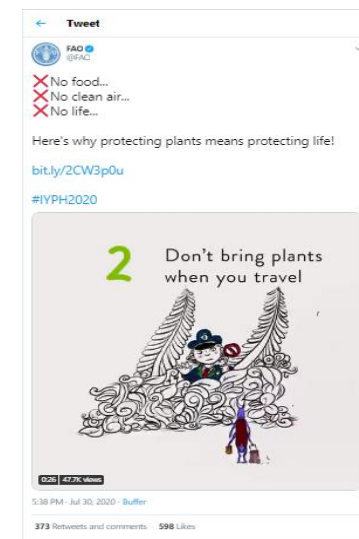 Tweet
FAO
@FAO
No food...
No clean air...
No life...
Here's why protecting plants means protecting life!
bit.ly/2CW3p0u
#IYPH2020
2
Don't bring plants
when you travel
0:26 47.7K views
5:38 PM · Jul 30, 2020 · Buffer
373 Retweets and comments 598 Likes